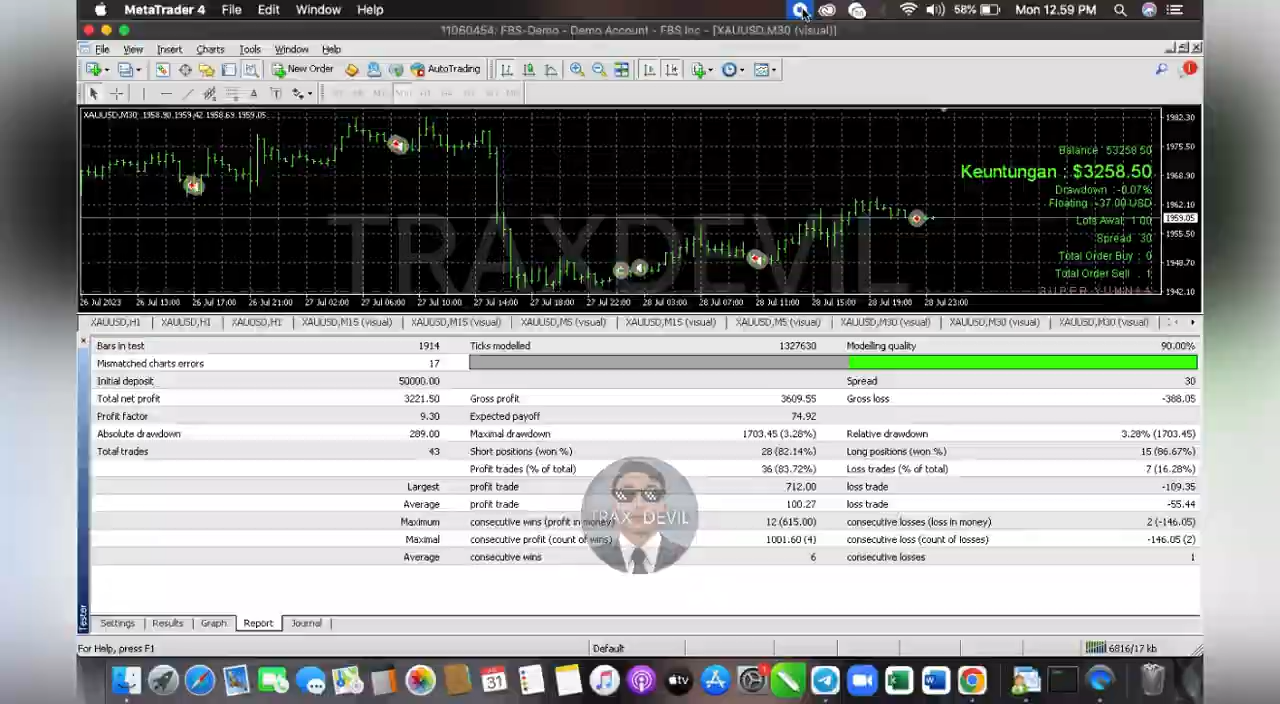 MetaTrader 4 File Edit Window Help 58% Mon 12.59 PM
11060454: FBS-Demo - Demo Account - FBS Inc - [XAUUSD,M30 (visual)]
File View Insert Charts Tools Window Help
New Order AutoTrading
XAUUSD,M30 1958.90 1959.42 1958.69 1959.05
1982.30
1975.50
1968.90
1962.10
1959.05
1955.50
1948.70
1942.10
Balance : 53258.50
Keuntungan : $3258.50
Drawdown : -0.07%
Floating : -37.00 USD
Lots Awal: 1.00
Spread : 30
Total Order Buy : 0
Total Order Sell : 1
SUPER YUMNAA
TRAXDEVIL
26 Jul 2023 26 Jul 13:00 26 Jul 17:00 26 Jul 21:00 27 Jul 02:00 27 Jul 06:00 27 Jul 10:00 27 Jul 14:00 27 Jul 18:00 27 Jul 22:00 28 Jul 03:00 28 Jul 07:00 28 Jul 11:00 28 Jul 15:00 28 Jul 19:00 28 Jul 23:00
XAUUSD,H1 XAUUSD,H1 XAUUSD,H1 XAUUSD,M15 (visual) XAUUSD,M15 (visual) XAUUSD,M5 (visual) XAUUSD,M15 (visual) XAUUSD,M5 (visual) XAUUSD,M30 (visual) XAUUSD,M30 (visual) XAUUSD,M30 (visual)
Bars in test 1914 Ticks modelled 1327630 Modelling quality 90.00%
Mismatched charts errors 17
Initial deposit 50000.00 Spread 30
Total net profit 3221.50 Gross profit 3609.55 Gross loss -388.05
Profit factor 9.30 Expected payoff 74.92
Absolute drawdown 289.00 Maximal drawdown 1703.45 (3.28%) Relative drawdown 3.28% (1703.45)
Total trades 43 Short positions (won %) 28 (82.14%) Long positions (won %) 15 (86.67%)
Profit trades (% of total) 36 (83.72%) Loss trades (% of total) 7 (16.28%)
Largest profit trade 712.00 loss trade -109.35
Average profit trade 100.27 loss trade -55.44
Maximum consecutive wins (profit in money) 12 (615.00) consecutive losses (loss in money) 2 (-146.05)
Maximal consecutive profit (count of wins) 1001.60 (4) consecutive loss (count of losses) -146.05 (2)
Average consecutive wins 6 consecutive losses 1
TRAX DEVIL
Tester
Settings Results Graph Report Journal
For Help, press F1 Default 6816/17 kb
31
tv